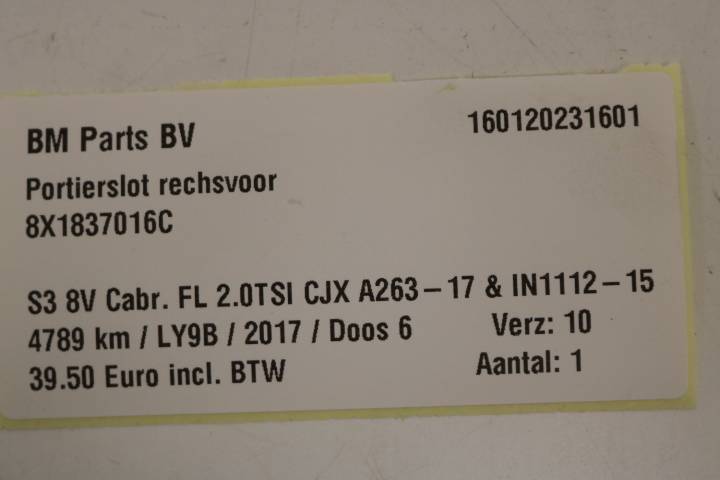 BM Parts BV 160120231601
Portierslot rechsvoor
8X1837016C
S3 8V Cabr. FL 2.0TSI CJX A263-17 & IN1112-15
4789 km / LY9B / 2017 / Doos 6 Verz: 10
39.50 Euro incl. BTW Aantal: 1